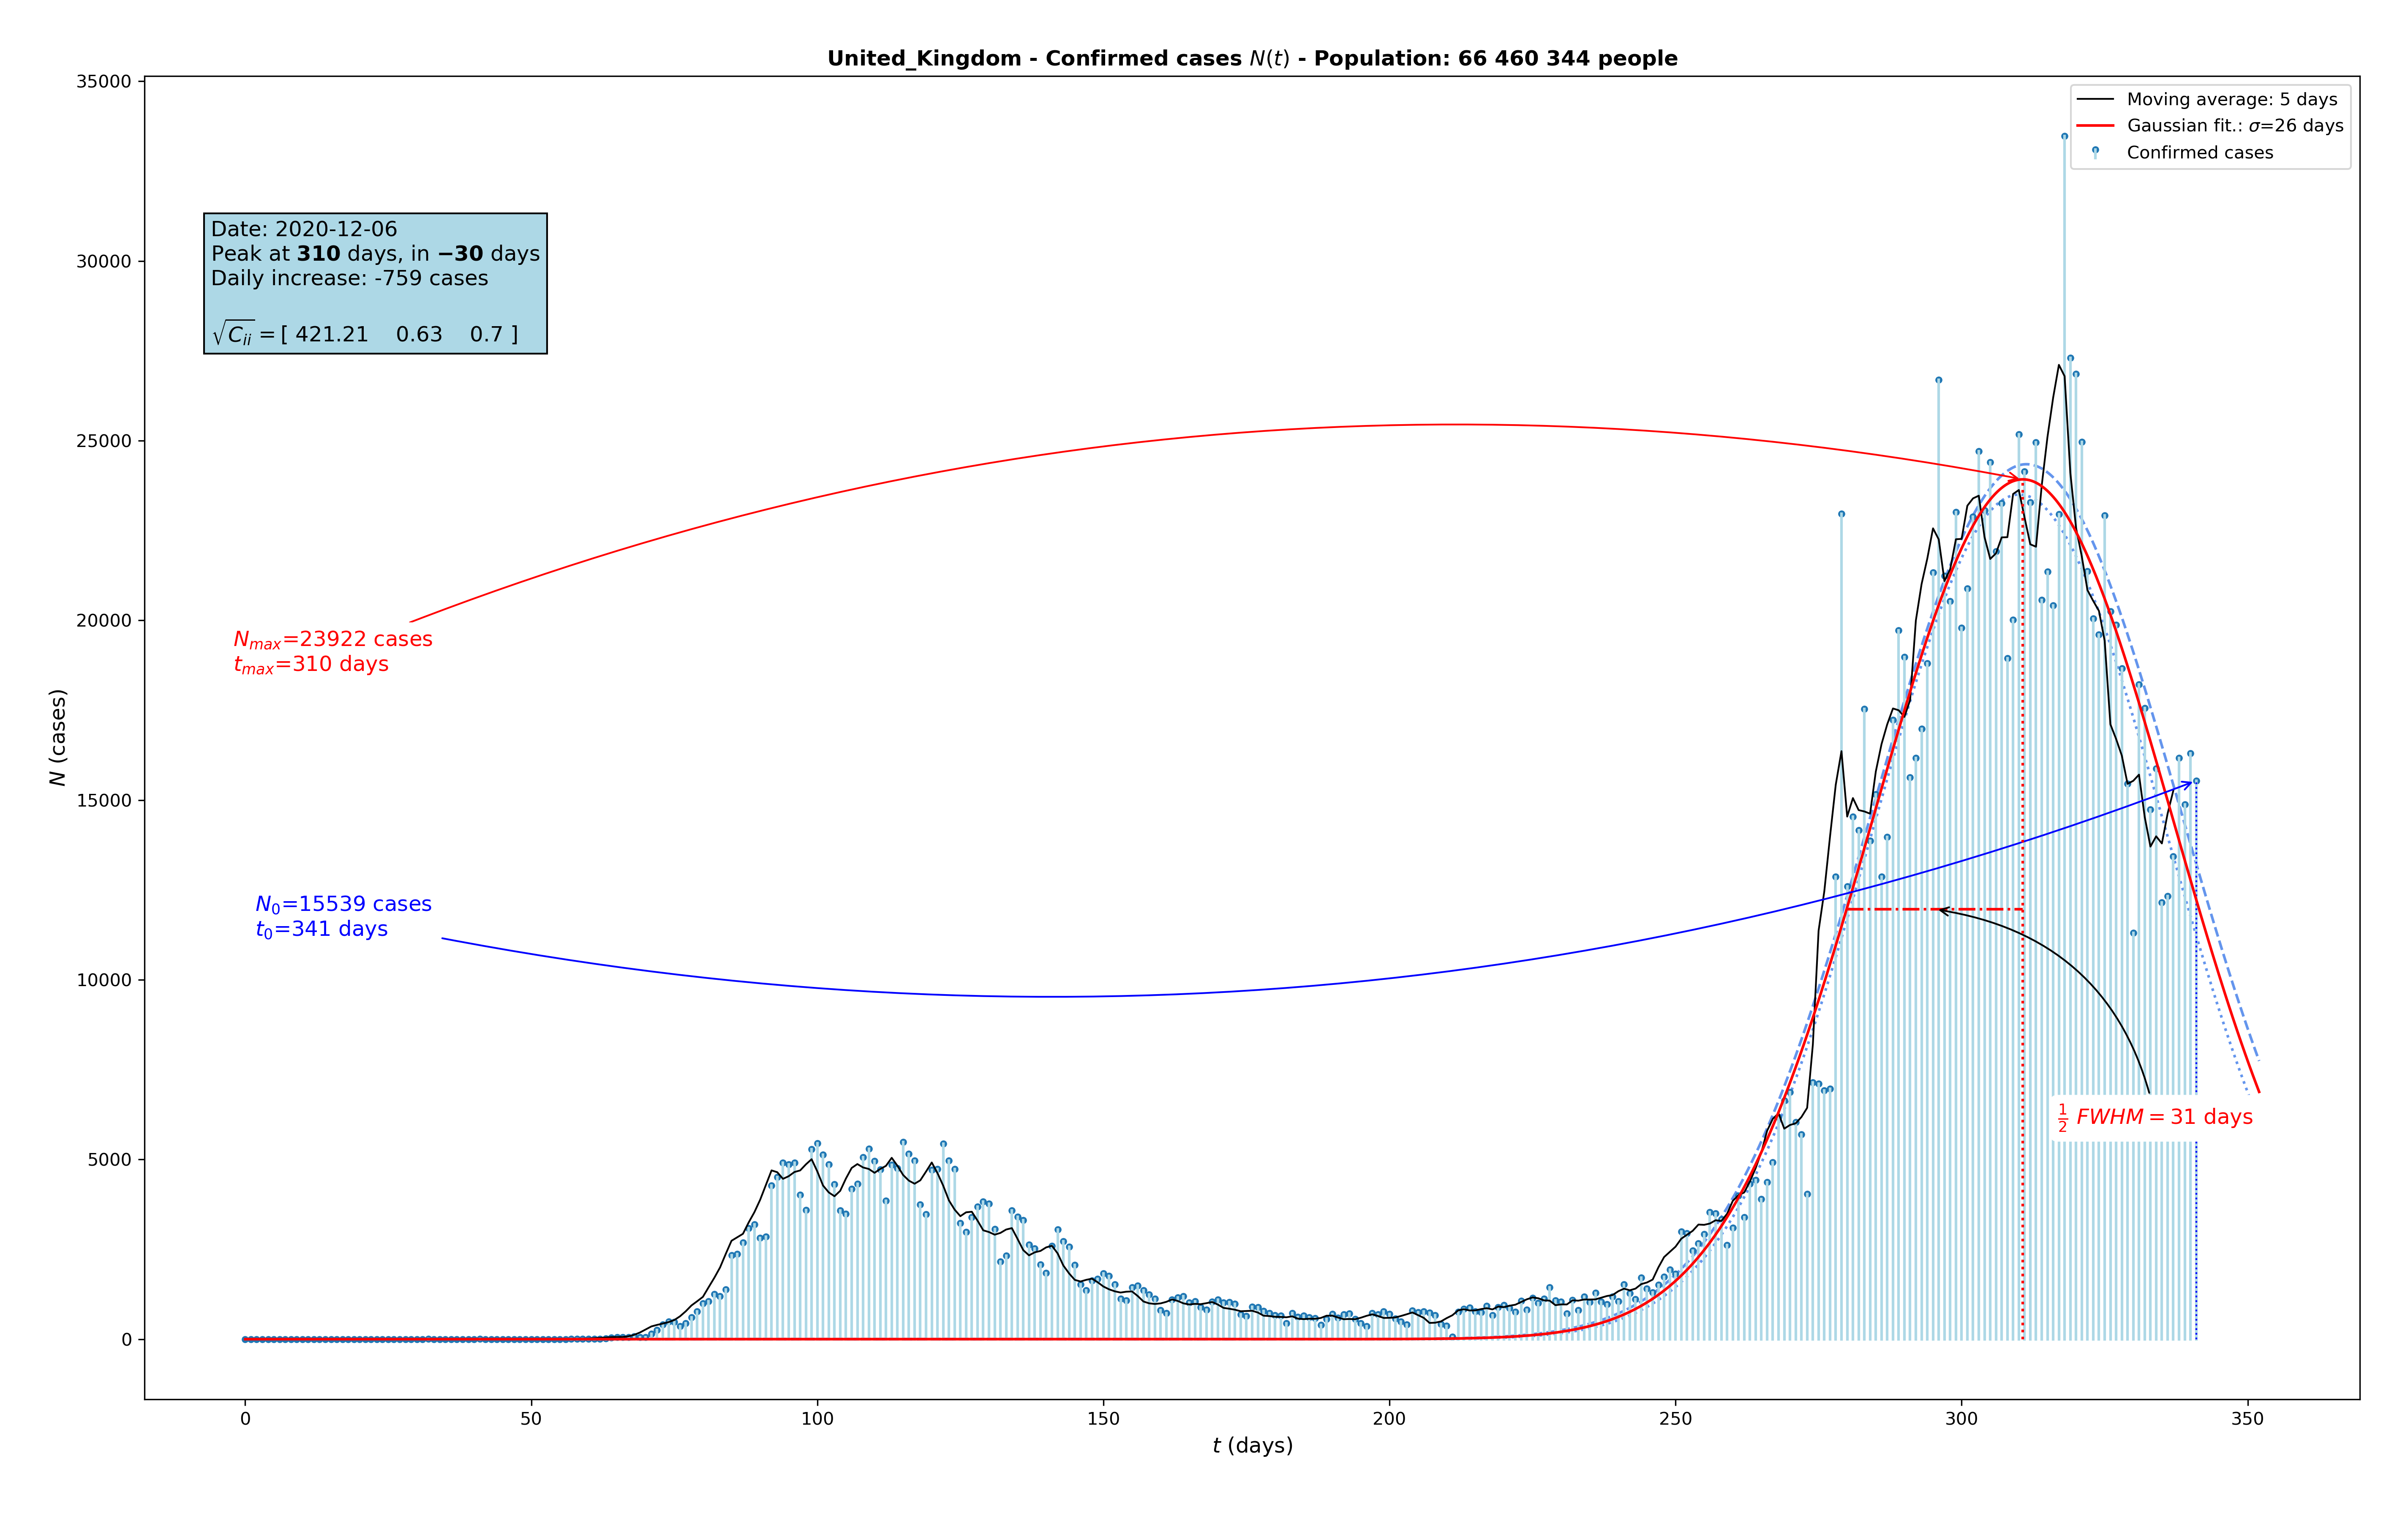 United_Kingdom - Confirmed cases N(t) - Population: 66 460 344 people
Moving average: 5 days
Gaussian fit.: σ=26 days
Confirmed cases
Date: 2020-12-06
Peak at 310 days, in −30 days
Daily increase: -759 cases
√C_ii = [ 421.21 0.63 0.7 ]
N_max=23922 cases
t_max=310 days
N_0=15539 cases
t_0=341 days
1/2 FWHM = 31 days
N (cases)
35000
30000
25000
20000
15000
10000
5000
0
0 50 100 150 200 250 300 350
t (days)